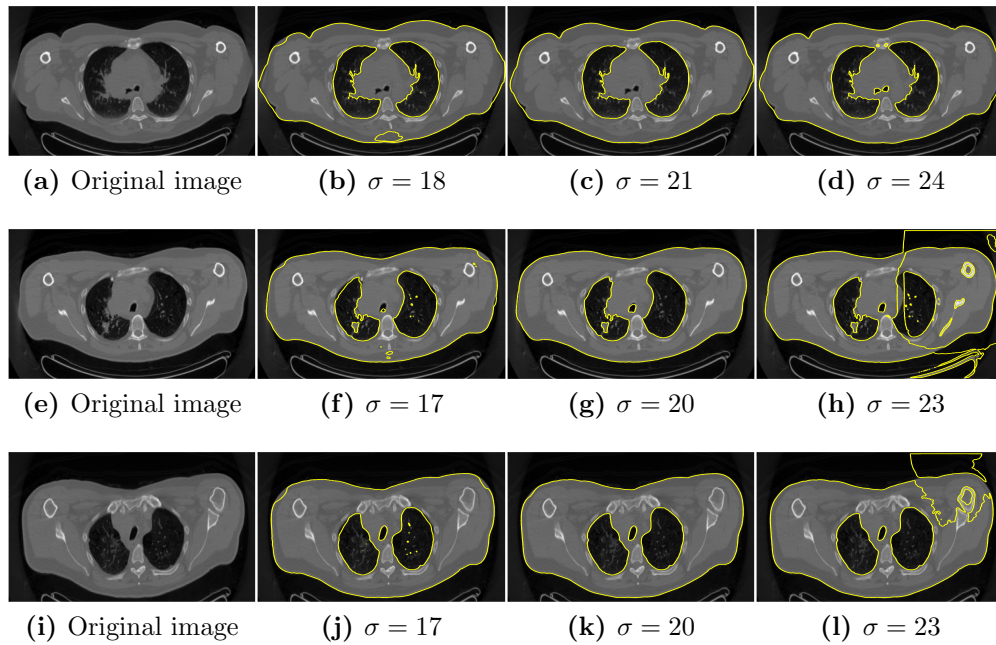 (a) Original image (b) σ = 18 (c) σ = 21 (d) σ = 24
(e) Original image (f) σ = 17 (g) σ = 20 (h) σ = 23
(i) Original image (j) σ = 17 (k) σ = 20 (l) σ = 23